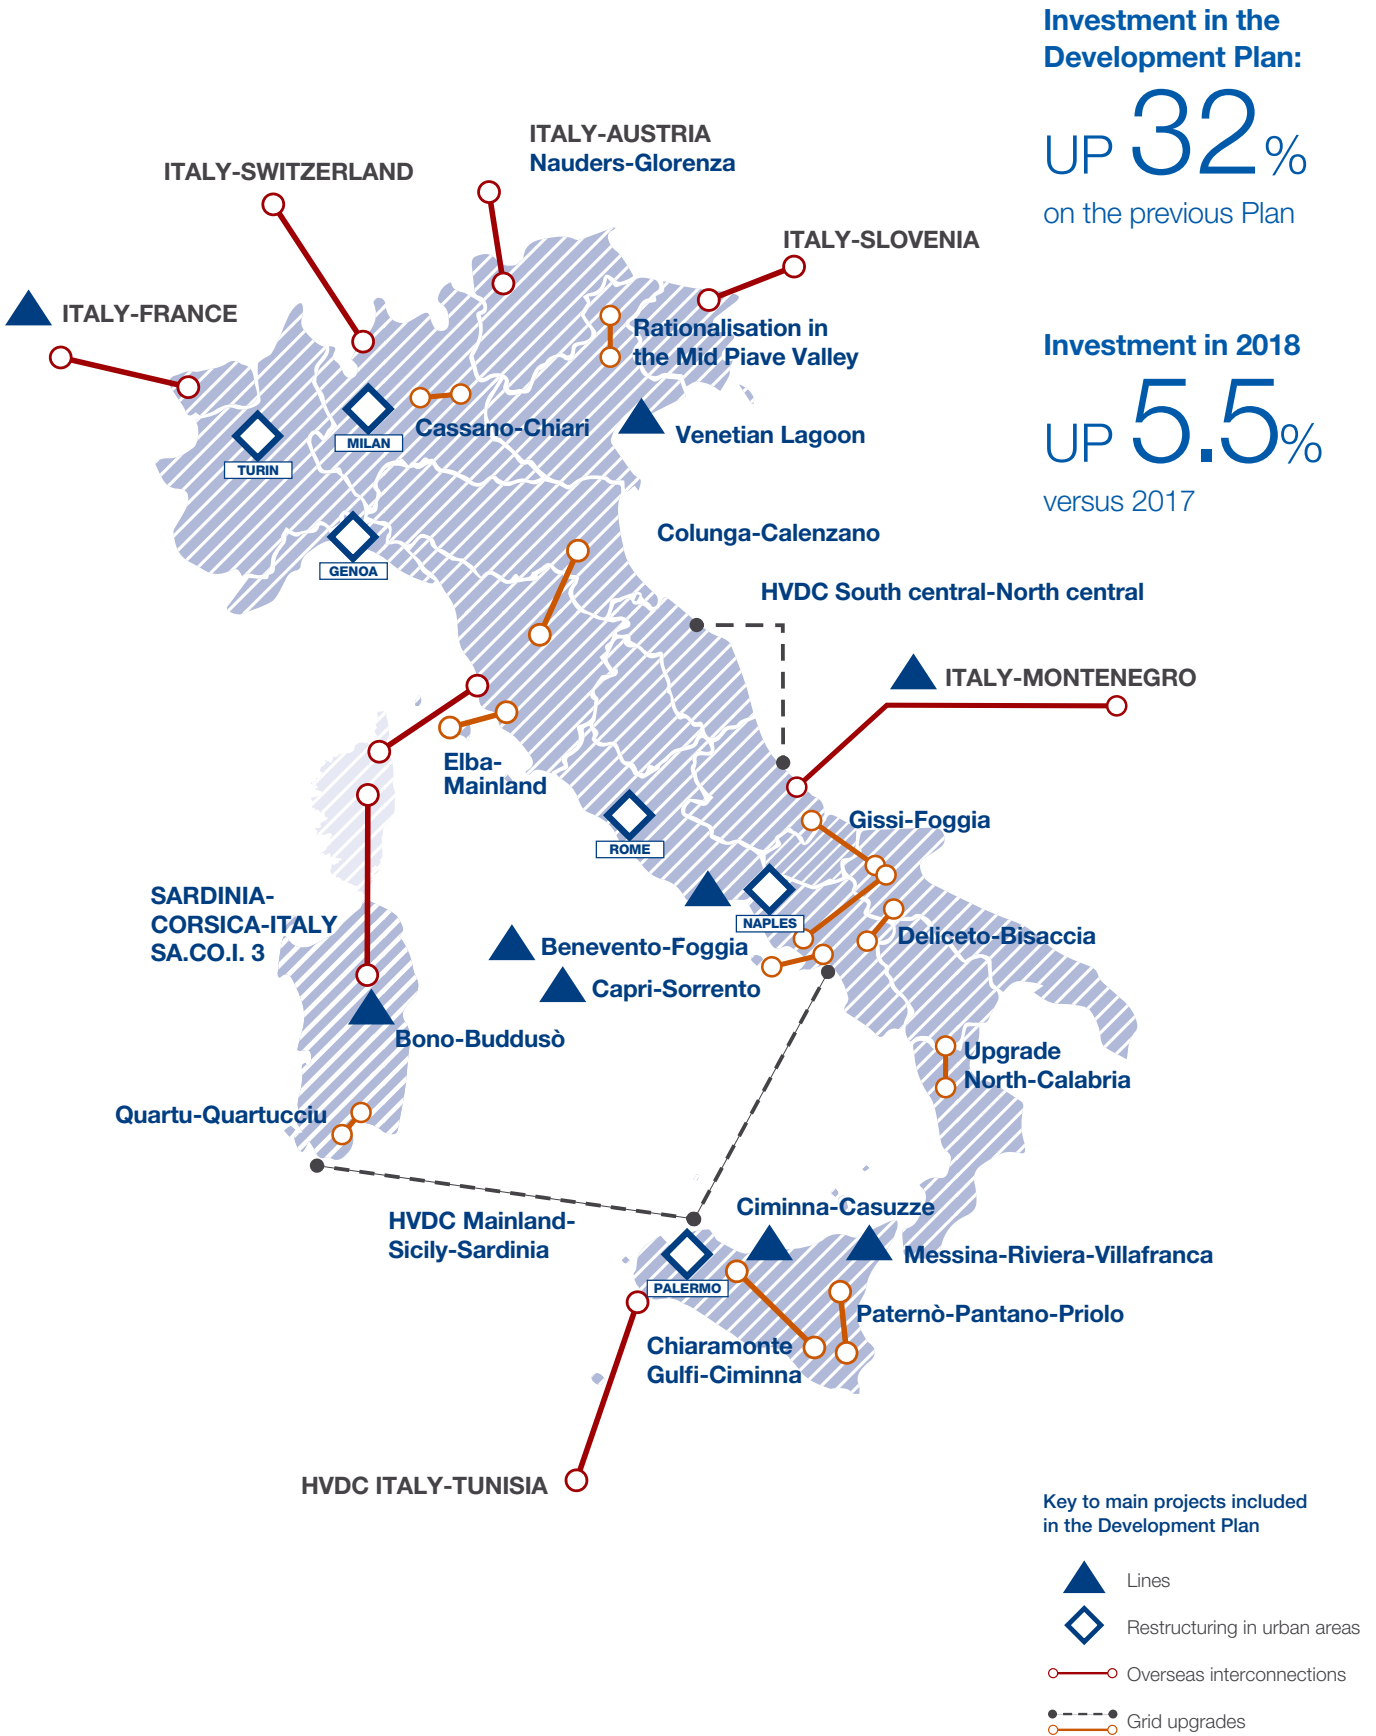 Investment in the
Development Plan:
UP 32%
on the previous Plan
Investment in 2018
UP 5.5%
versus 2017
ITALY-AUSTRIA
Nauders-Glorenza
ITALY-SWITZERLAND
ITALY-SLOVENIA
ITALY-FRANCE
Rationalisation in
the Mid Piave Valley
Cassano-Chiari
MILAN
TURIN
Venetian Lagoon
GENOA
Colunga-Calenzano
HVDC South central-North central
ITALY-MONTENEGRO
Elba-
Mainland
ROME
Gissi-Foggia
SARDINIA-
CORSICA-ITALY
SA.CO.I. 3
NAPLES
Benevento-Foggia
Deliceto-Bisaccia
Capri-Sorrento
Bono-Buddusò
Upgrade
North-Calabria
Quartu-Quartucciu
HVDC Mainland-
Sicily-Sardinia
Ciminna-Casuzze
Messina-Riviera-Villafranca
PALERMO
Paternò-Pantano-Priolo
Chiaramonte
Gulfi-Ciminna
HVDC ITALY-TUNISIA
Key to main projects included
in the Development Plan
Lines
Restructuring in urban areas
Overseas interconnections
Grid upgrades